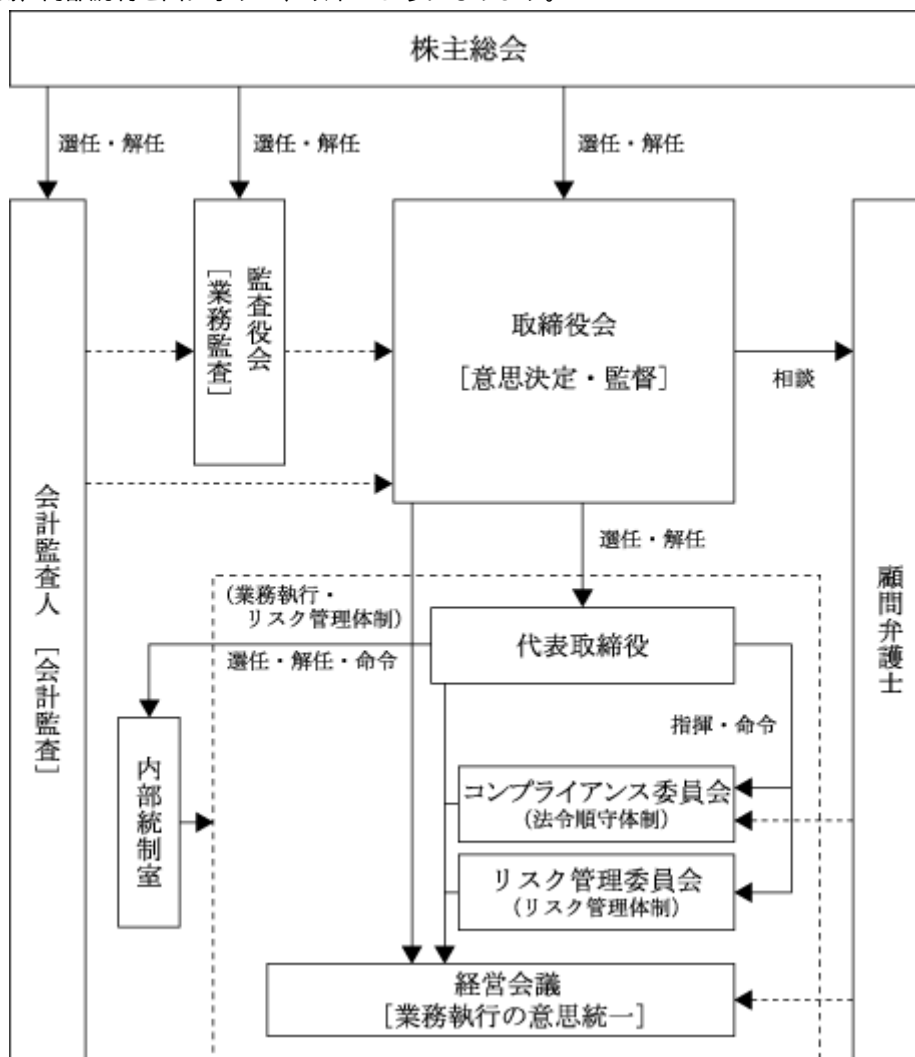 株主総会
選任・解任
選任・解任
選任・解任
監査役会
[業務監査]
取締役会
[意思決定・監督]
相談
会計監査人 [会計監査]
選任・解任
顧問弁護士
(業務執行・
リスク管理体制)
代表取締役
選任・解任・命令
指揮・命令
内部統制室
コンプライアンス委員会
(法令順守体制)
リスク管理委員会
(リスク管理体制)
経営会議
[業務執行の意思統一]